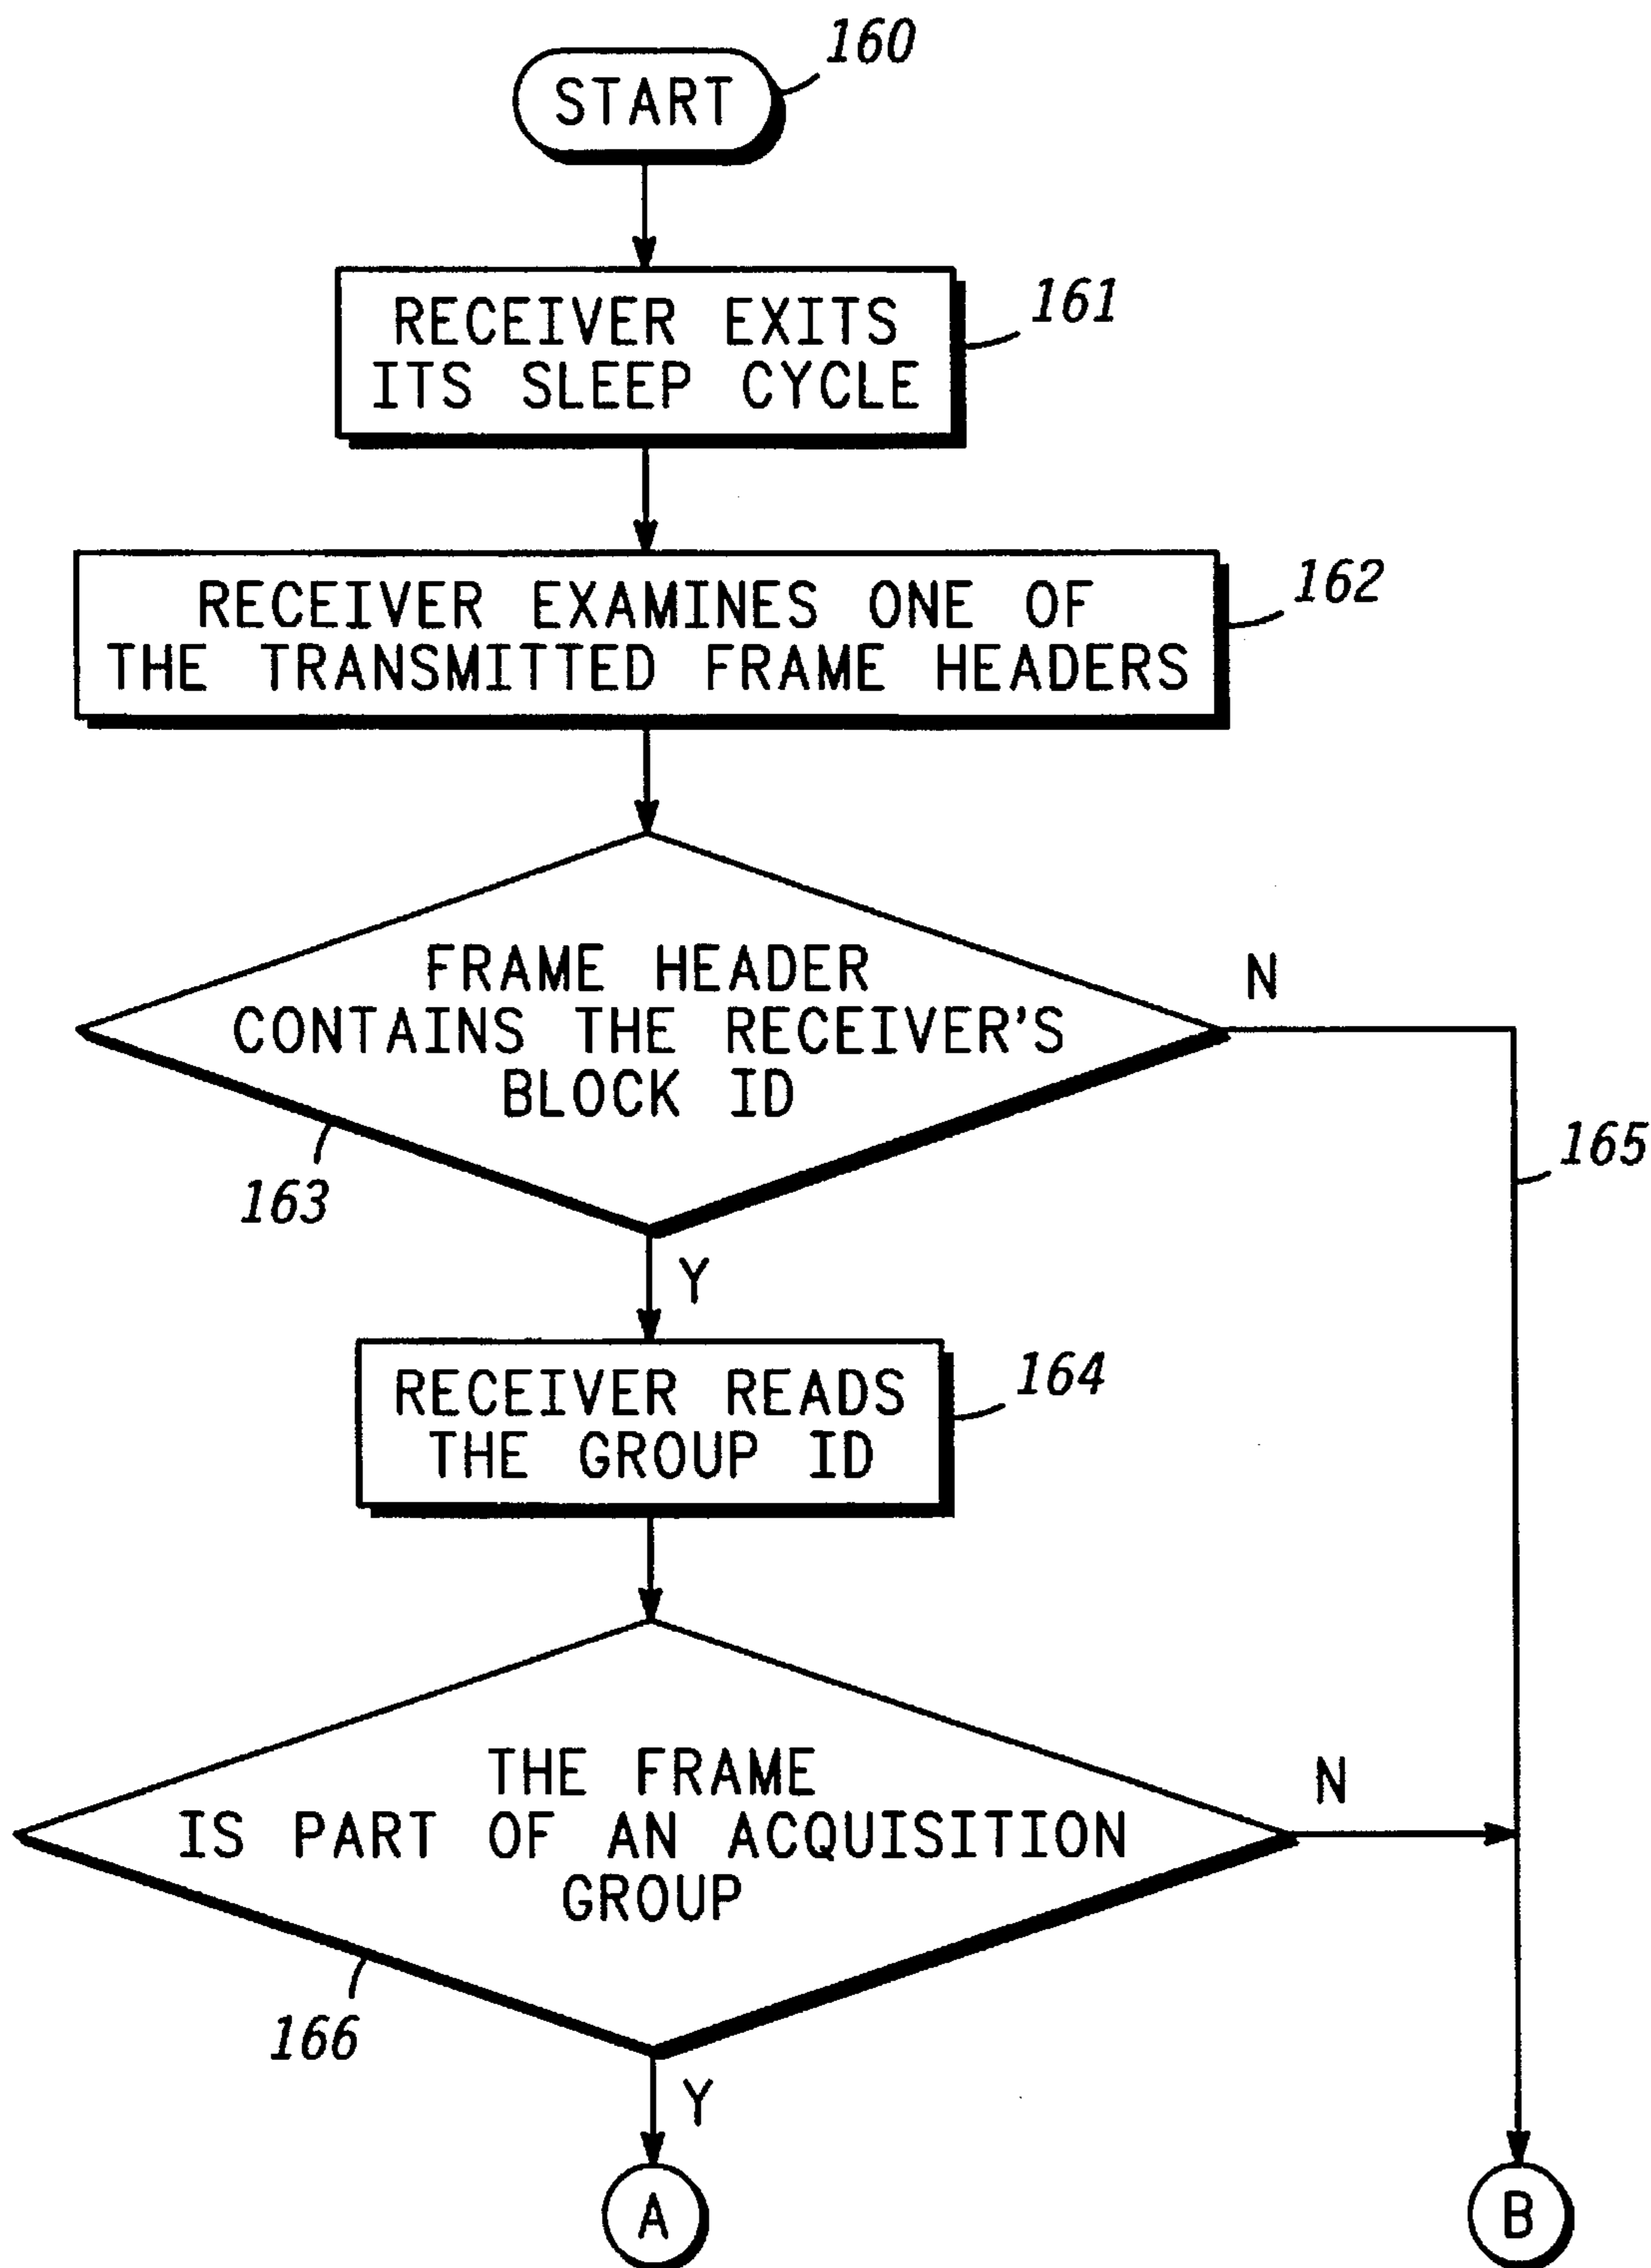 160
START
161
RECEIVER EXITS
ITS SLEEP CYCLE
162
RECEIVER EXAMINES ONE OF
THE TRANSMITTED FRAME HEADERS
FRAME HEADER
CONTAINS THE RECEIVER'S
BLOCK ID
N
163
165
Y
RECEIVER READS
THE GROUP ID
164
THE FRAME
IS PART OF AN ACQUISITION
GROUP
N
166
Y
A
B